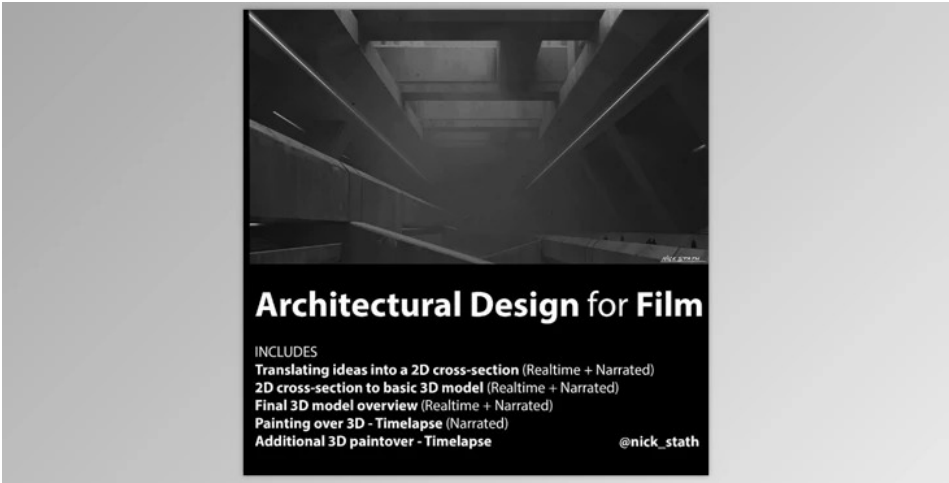 NICK STATH
Architectural Design for Film
INCLUDES
Translating ideas into a 2D cross-section (Realtime + Narrated)
2D cross-section to basic 3D model (Realtime + Narrated)
Final 3D model overview (Realtime + Narrated)
Painting over 3D - Timelapse (Narrated)
Additional 3D paintover - Timelapse
@nick_stath